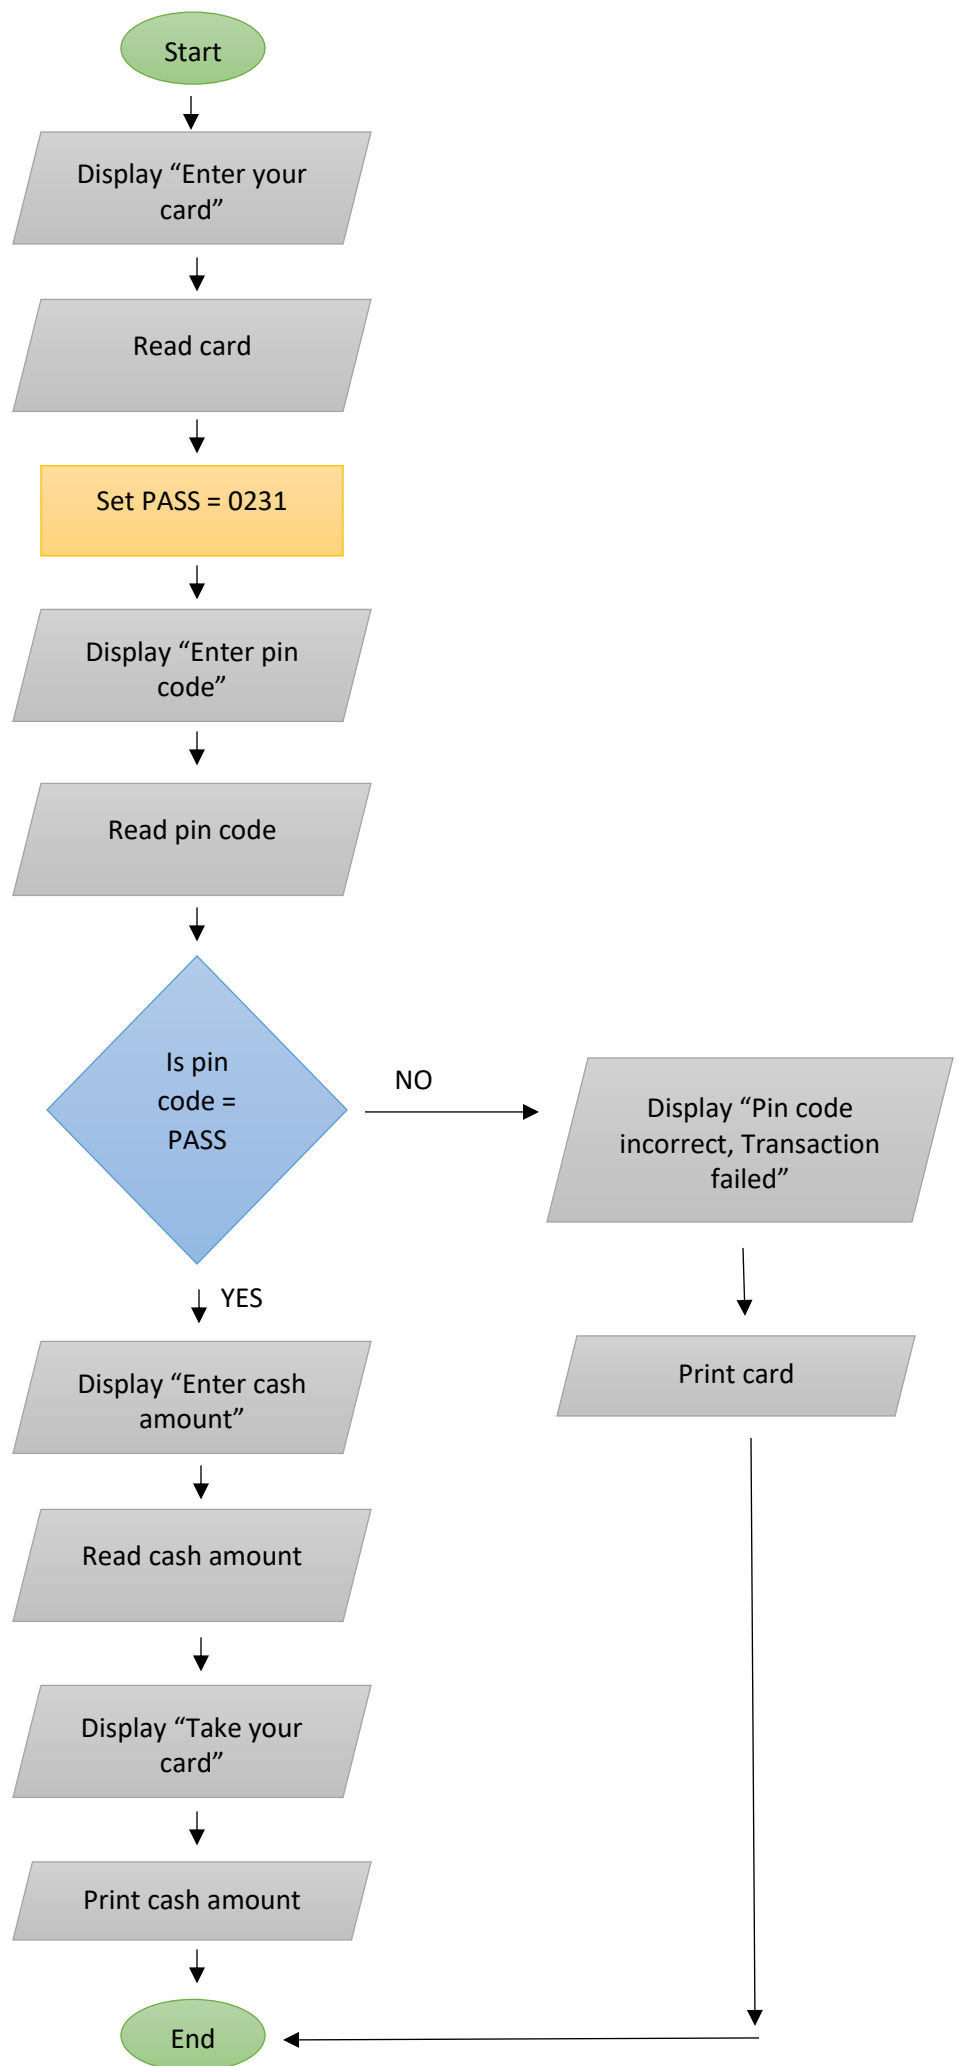 Start
Display “Enter your
card”
Read card
Set PASS = 0231
Display “Enter pin
code”
Read pin code
Is pin
code =
PASS
NO
Display “Pin code
incorrect, Transaction
failed”
YES
Print card
Display “Enter cash
amount”
Read cash amount
Display “Take your
card”
Print cash amount
End